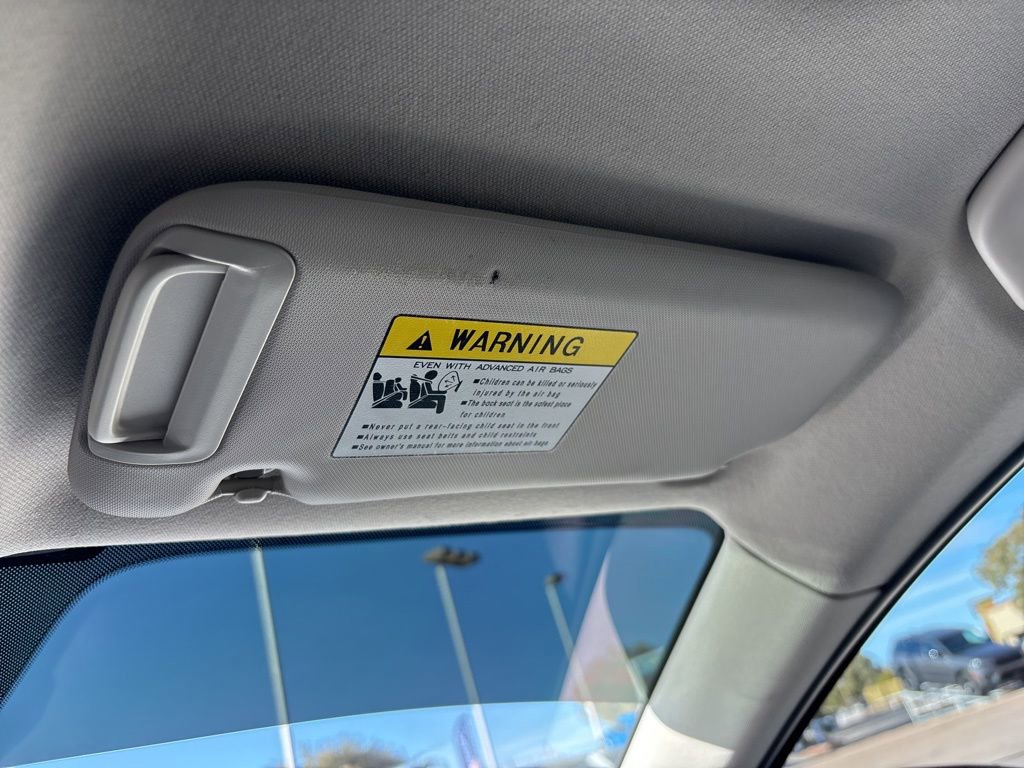 WARNING
EVEN WITH ADVANCED AIR BAGS
▪Children can be killed or seriously
injured by the air bag
▪The back seat is the safest place
for children
▪Never put a rear-facing child seat in the front
▪Always use seat belts and child restraints
▪See owner's manual for more information about air bags